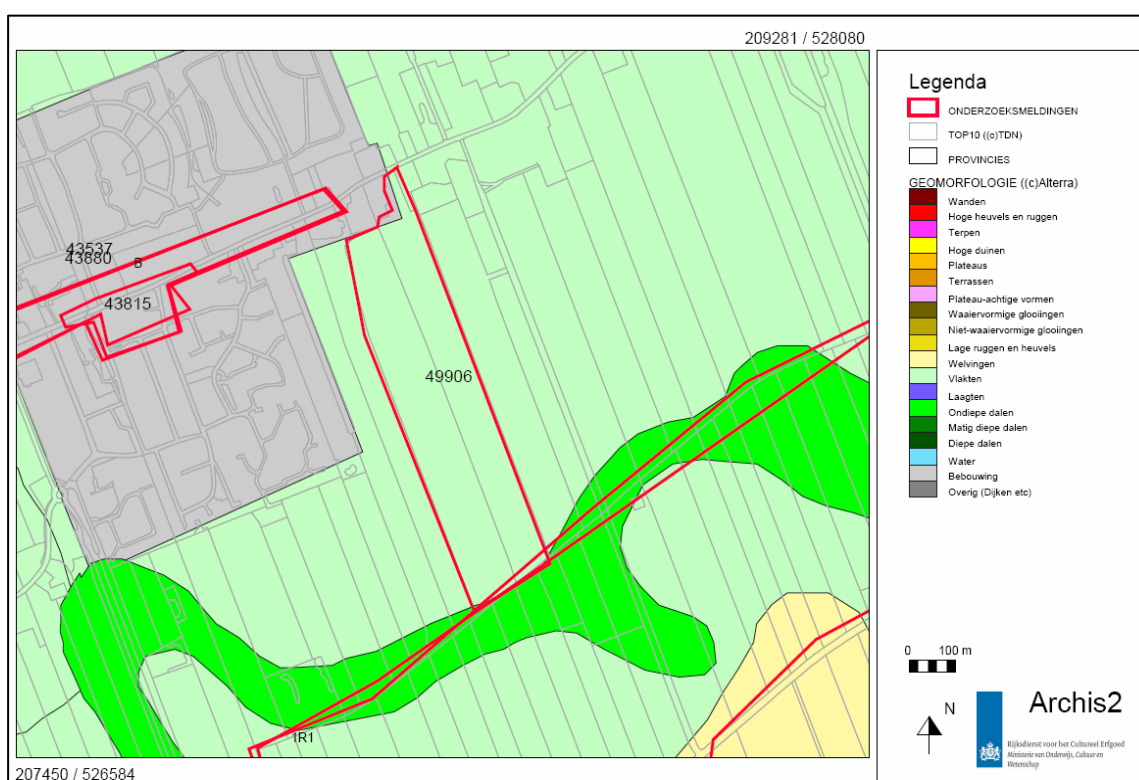 209281 / 528080
43537
43880
B
43815
49906
IR1
207450 / 526584
Legenda
ONDERZOEKSMELDINGEN
TOP10 ((c)TDN)
PROVINCIES
GEOMORFOLOGIE ((c)Alterra)
Wanden
Hoge heuvels en ruggen
Terpen
Hoge duinen
Plateaus
Terrassen
Plateau-achtige vormen
Waaiervormige glooiingen
Niet-waaiervormige glooiingen
Lage ruggen en heuvels
Welvingen
Vlakten
Laagten
Ondiepe dalen
Matig diepe dalen
Diepe dalen
Water
Bebouwing
Overig (Dijken etc)
0 100 m
N
Archis2
Rijksdienst voor het Cultureel Erfgoed
Ministerie van Onderwijs, Cultuur en
Wetenschap